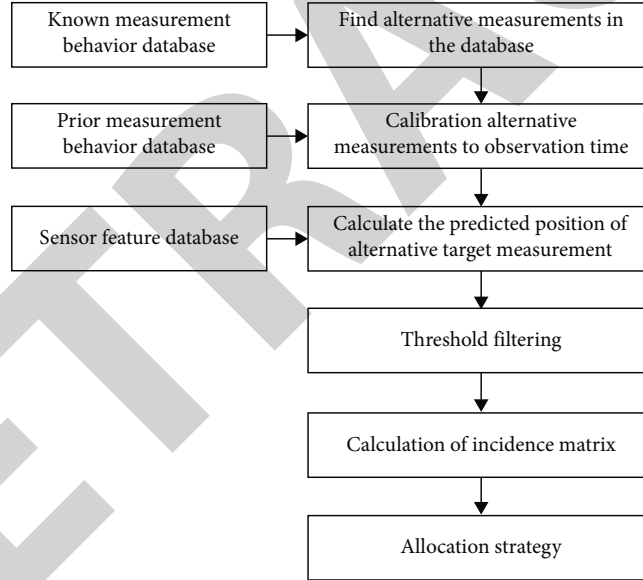 Known measurement
behavior database
Find alternative measurements in
the database
Prior measurement
behavior database
Calibration alternative
measurements to observation time
Sensor feature database
Calculate the predicted position of
alternative target measurement
Threshold filtering
Calculation of incidence matrix
Allocation strategy
ETRAC